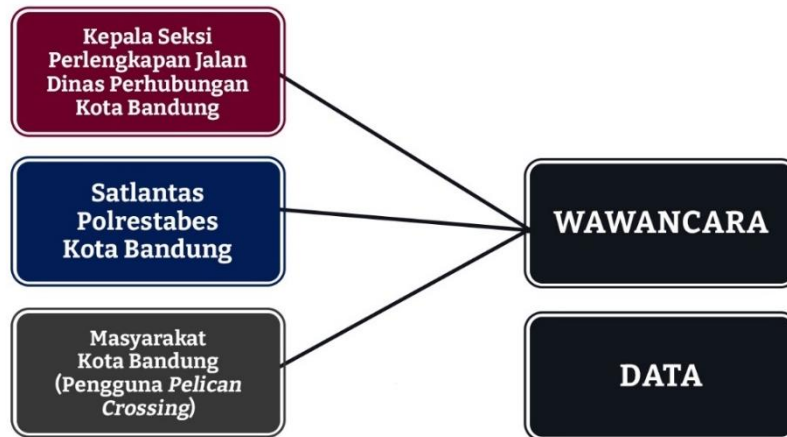 Kepala Seksi
Perlengkapan Jalan
Dinas Perhubungan
Kota Bandung
Satlantas
Polrestabes
Kota Bandung
Masyarakat
Kota Bandung
(Pengguna Pelican
Crossing)
WAWANCARA
DATA